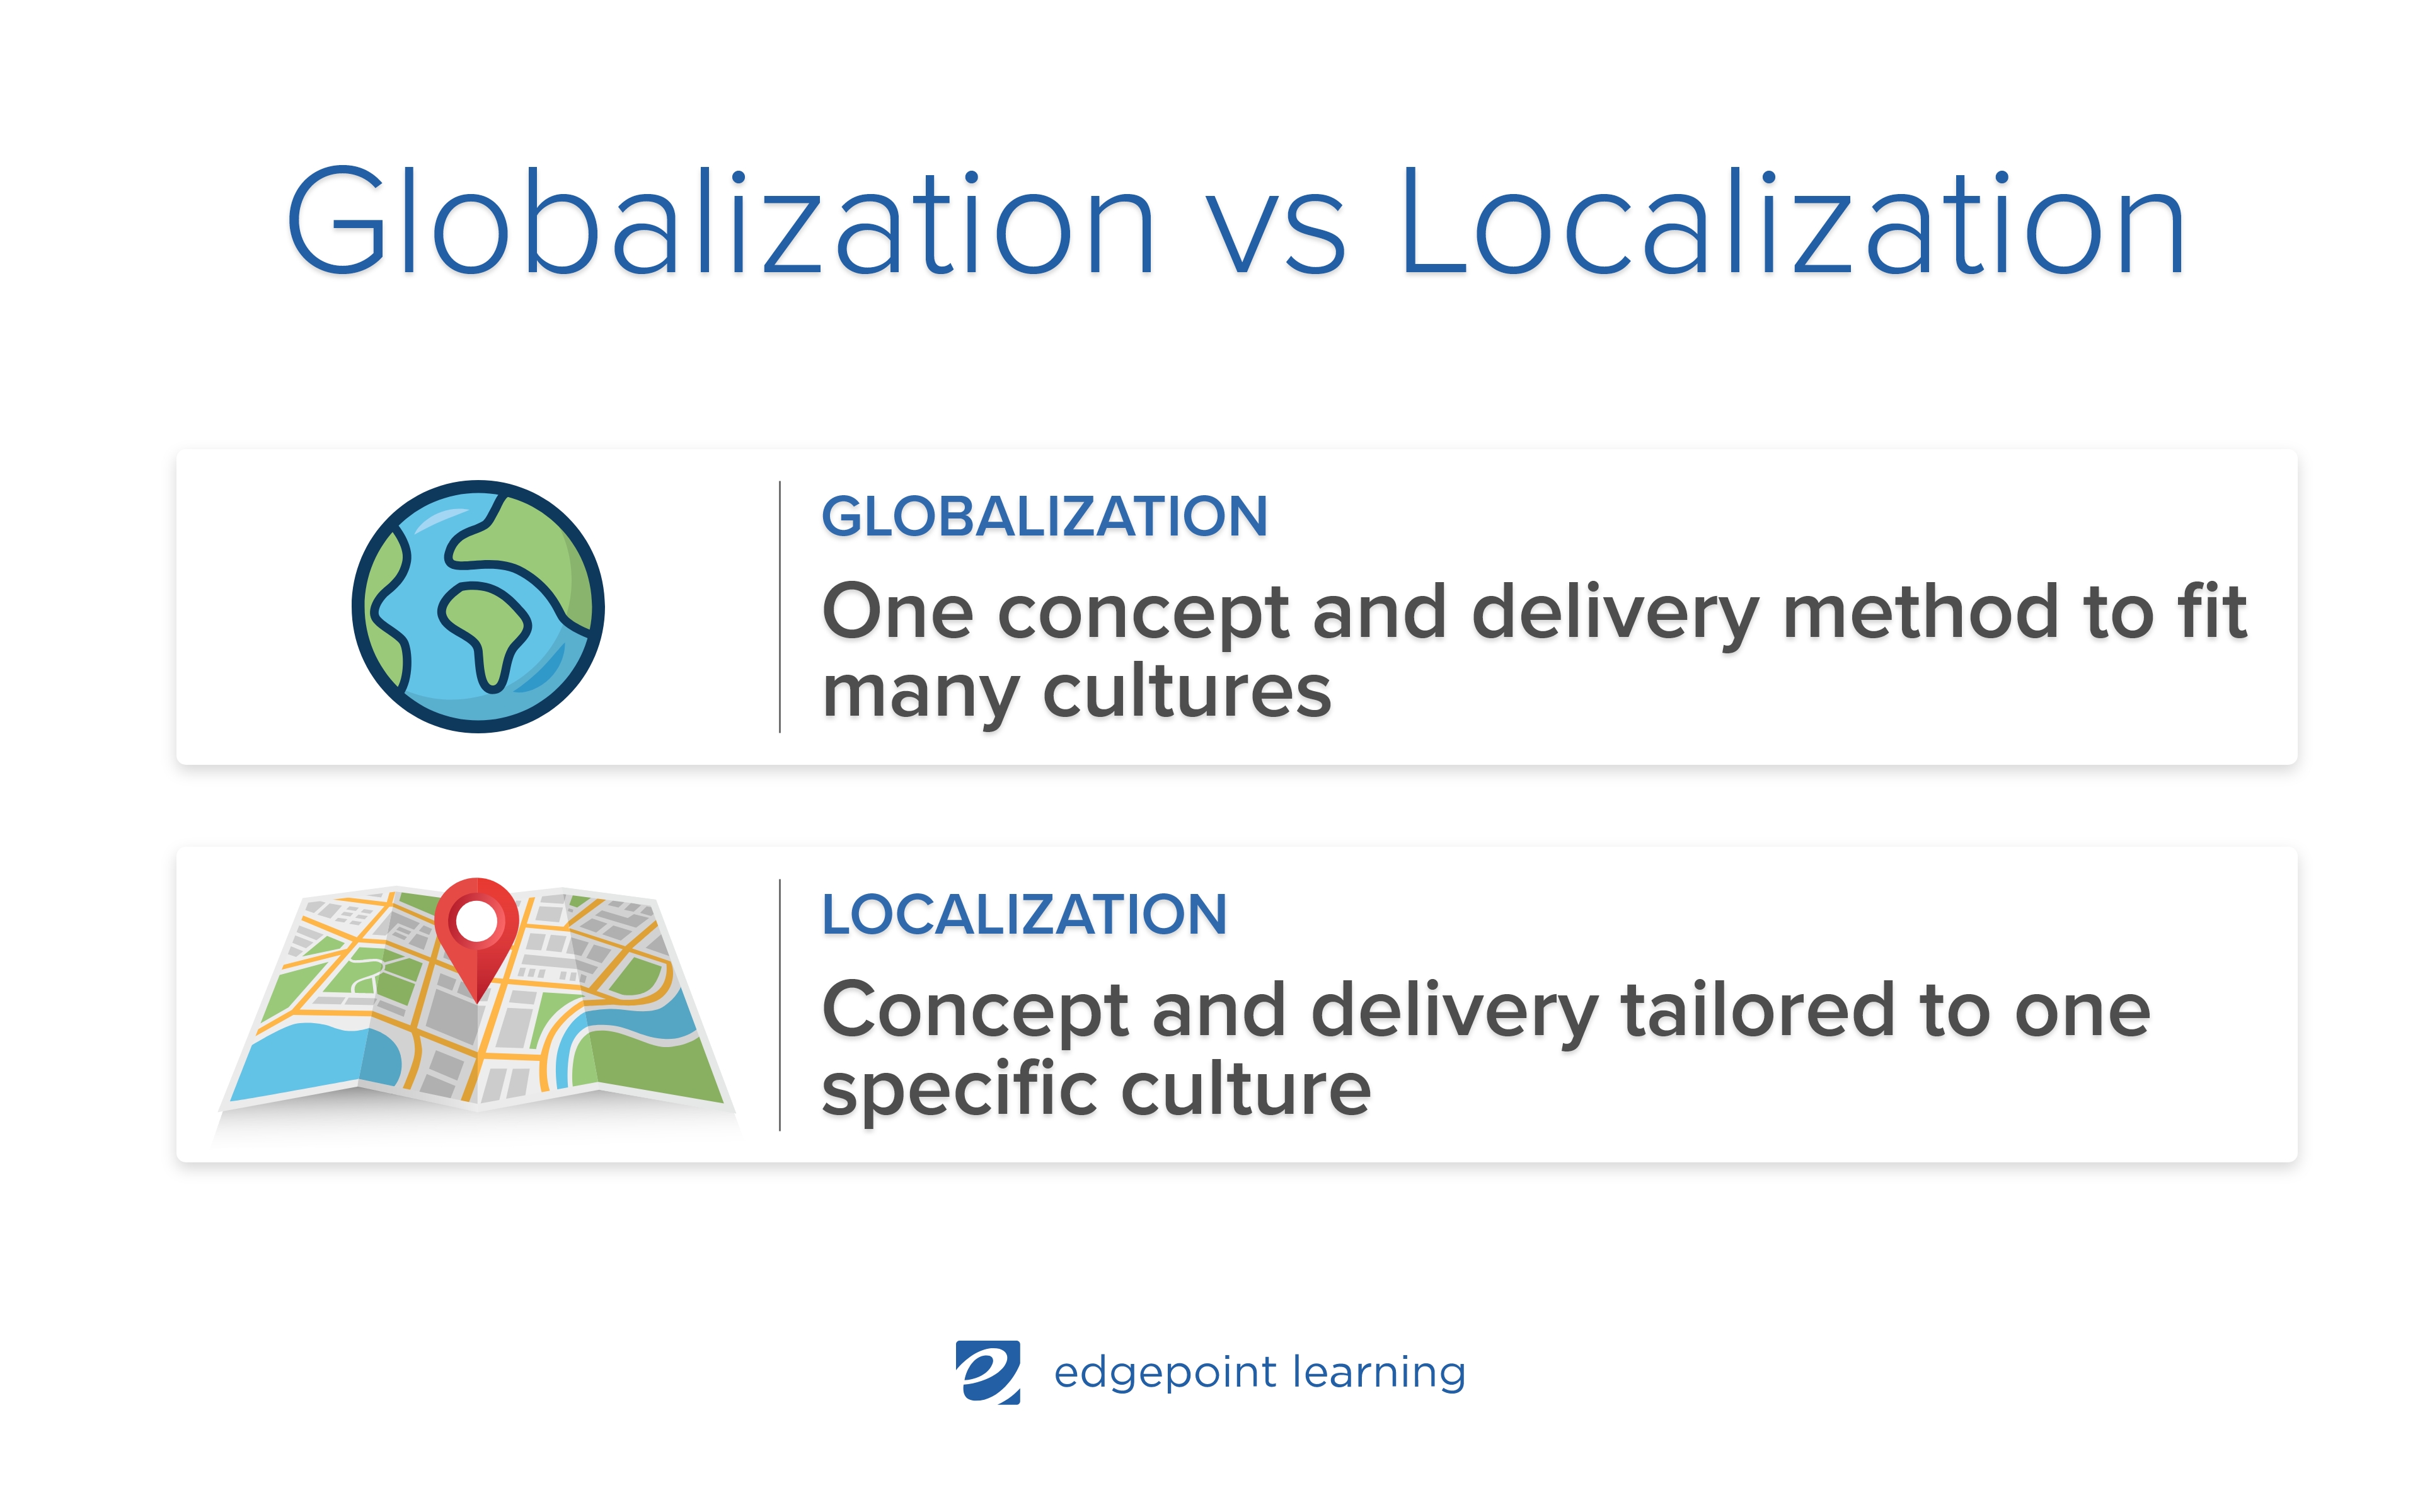 Globalization vs Localization
GLOBALIZATION
One concept and delivery method to fit
many cultures
LOCALIZATION
Concept and delivery tailored to one
specific culture
edgepoint learning